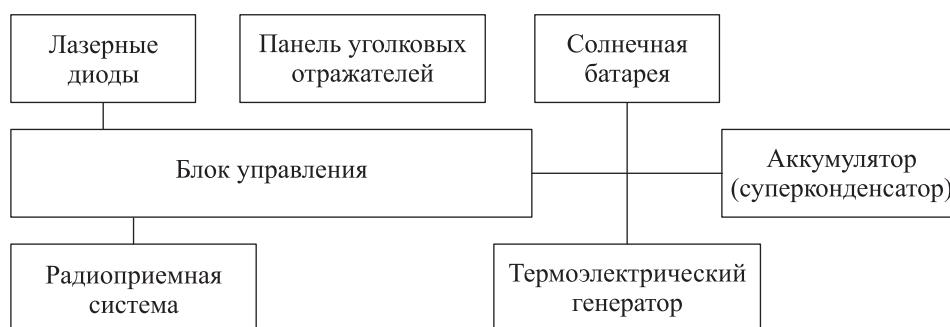 Лазерные
диоды
Панель уголковых
отражателей
Солнечная
батарея
Блок управления
Аккумулятор
(суперконденсатор)
Радиоприемная
система
Термоэлектрический
генератор